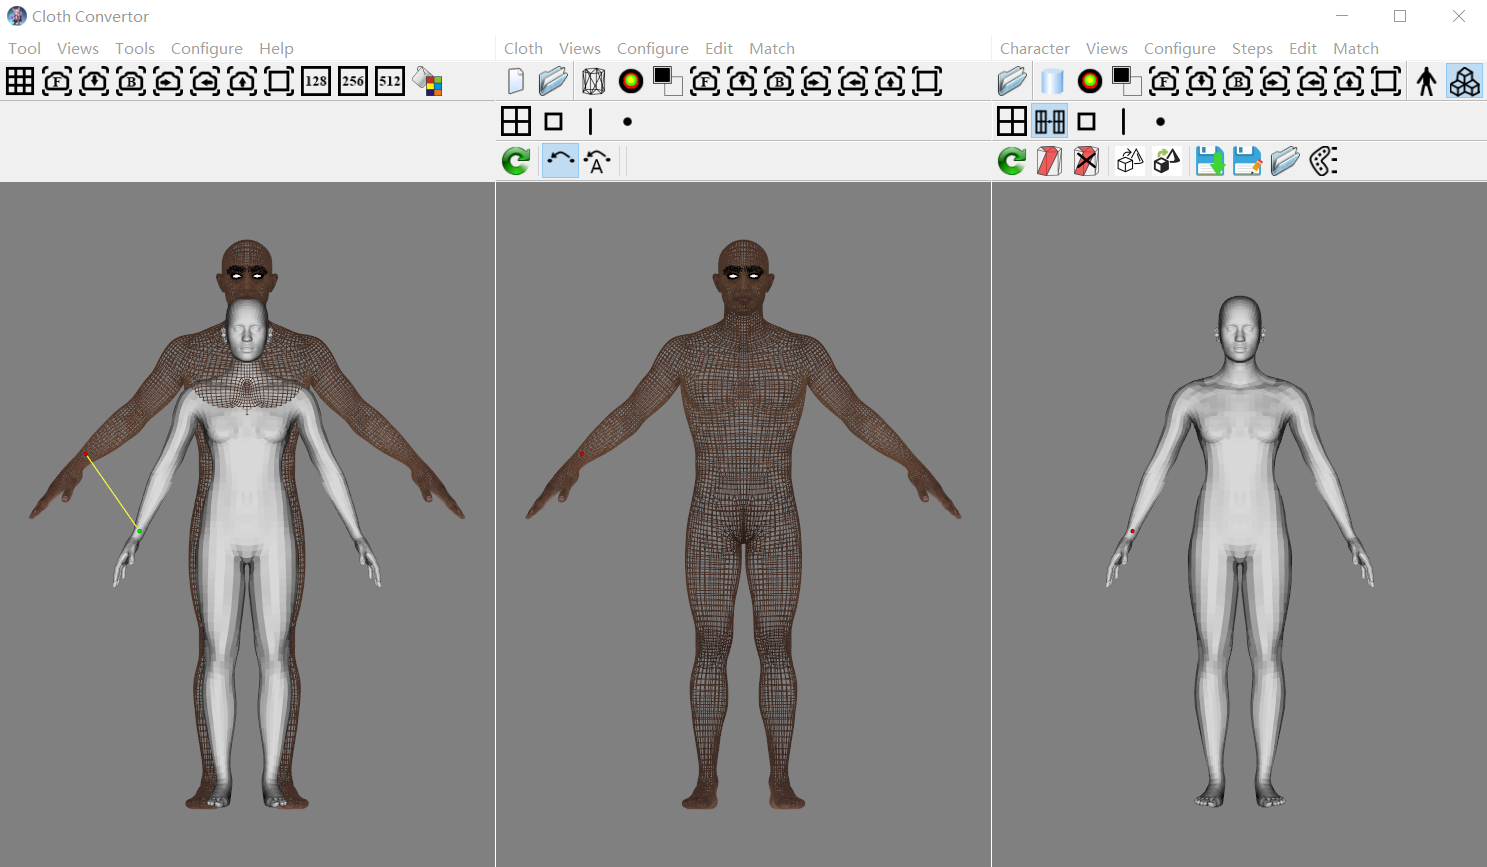 Cloth Convertor
Tool Views Tools Configure Help
Cloth Views Configure Edit Match
Character Views Configure Steps Edit Match
F B 128 256 512
F B
F B
A